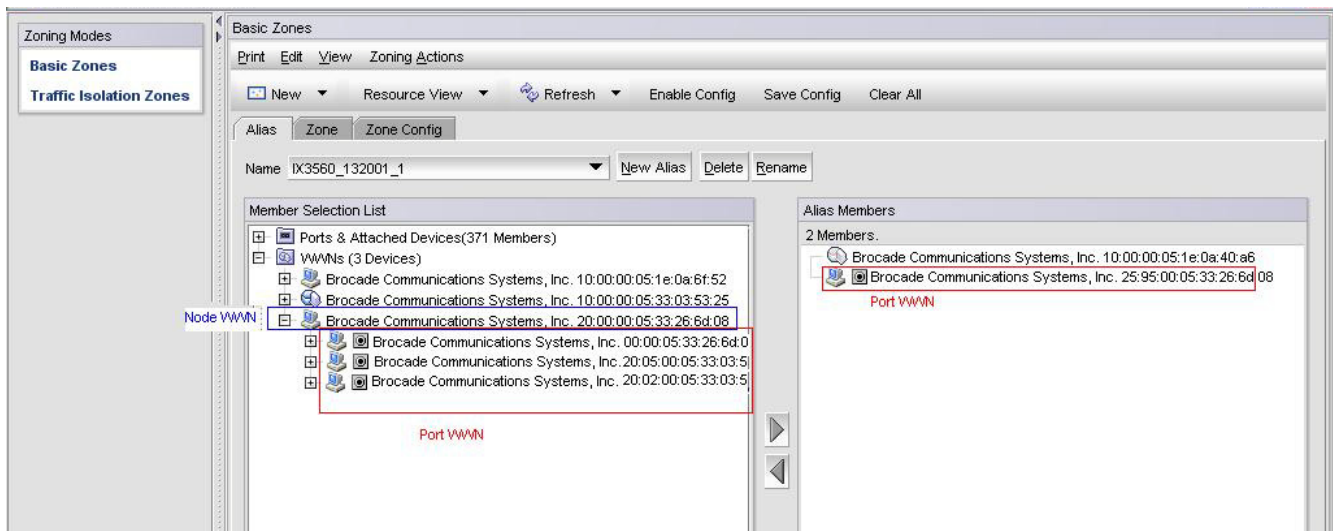 Zoning Modes
Basic Zones
Traffic Isolation Zones
Basic Zones
Print Edit View Zoning Actions
New Resource View Refresh Enable Config Save Config Clear All
Alias Zone Zone Config
Name IX3560_132001_1 New Alias Delete Rename
Member Selection List
Ports & Attached Devices(371 Members)
WWNs (3 Devices)
Brocade Communications Systems, Inc. 10:00:00:05:1e:0a:6f:52
Brocade Communications Systems, Inc. 10:00:00:05:33:03:53:25
Node WWN
Brocade Communications Systems, Inc. 20:00:00:05:33:26:6d:08
Brocade Communications Systems, Inc. 00:00:05:33:26:6d:0
Brocade Communications Systems, Inc.20:05:00:05:33:03:5
Brocade Communications Systems, Inc. 20:02:00:05:33:03:5
Port WWN
Alias Members
2 Members.
Brocade Communications Systems, Inc. 10:00:00:05:1e:0a:40:a6
Brocade Communications Systems, Inc. 25:95:00:05:33:26:6d:08
Port WWN